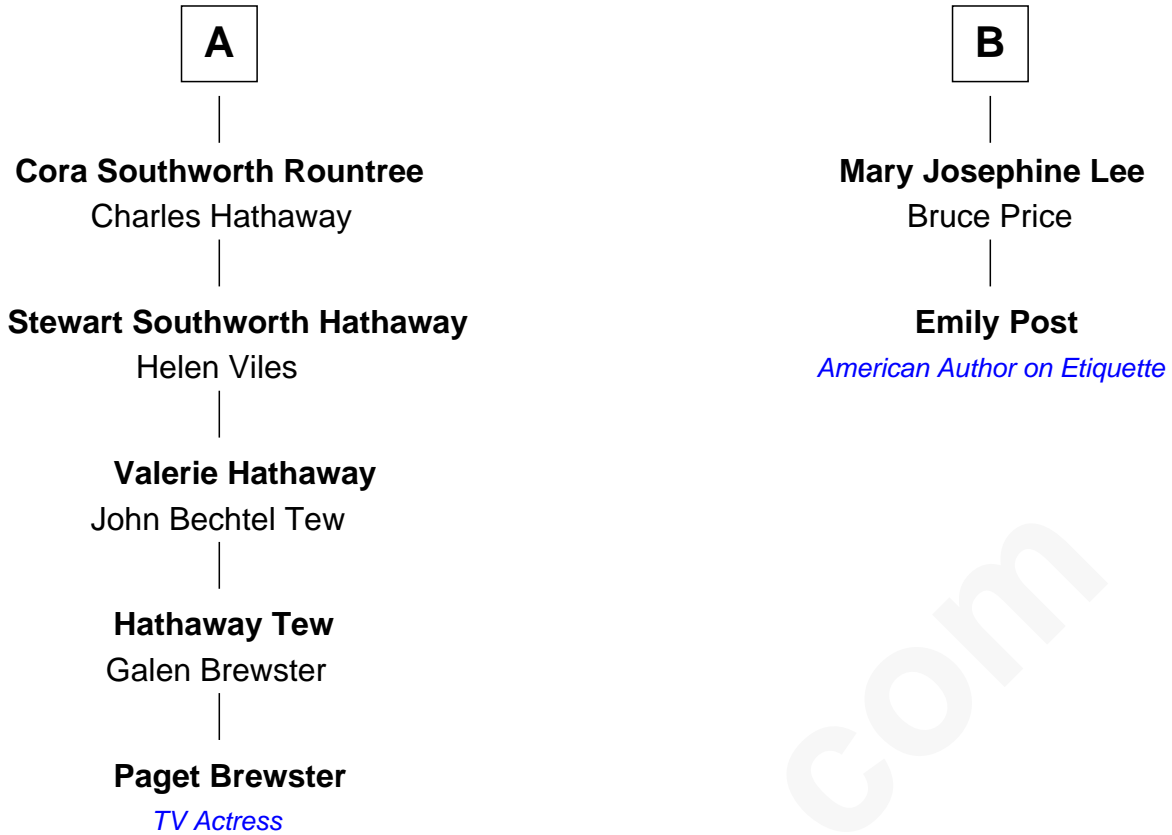 A
Cora Southworth Rountree
Charles Hathaway
Stewart Southworth Hathaway
Helen Viles
Valerie Hathaway
John Bechtel Tew
Hathaway Tew
Galen Brewster
Paget Brewster
TV Actress
B
Mary Josephine Lee
Bruce Price
Emily Post
American Author on Etiquette
com